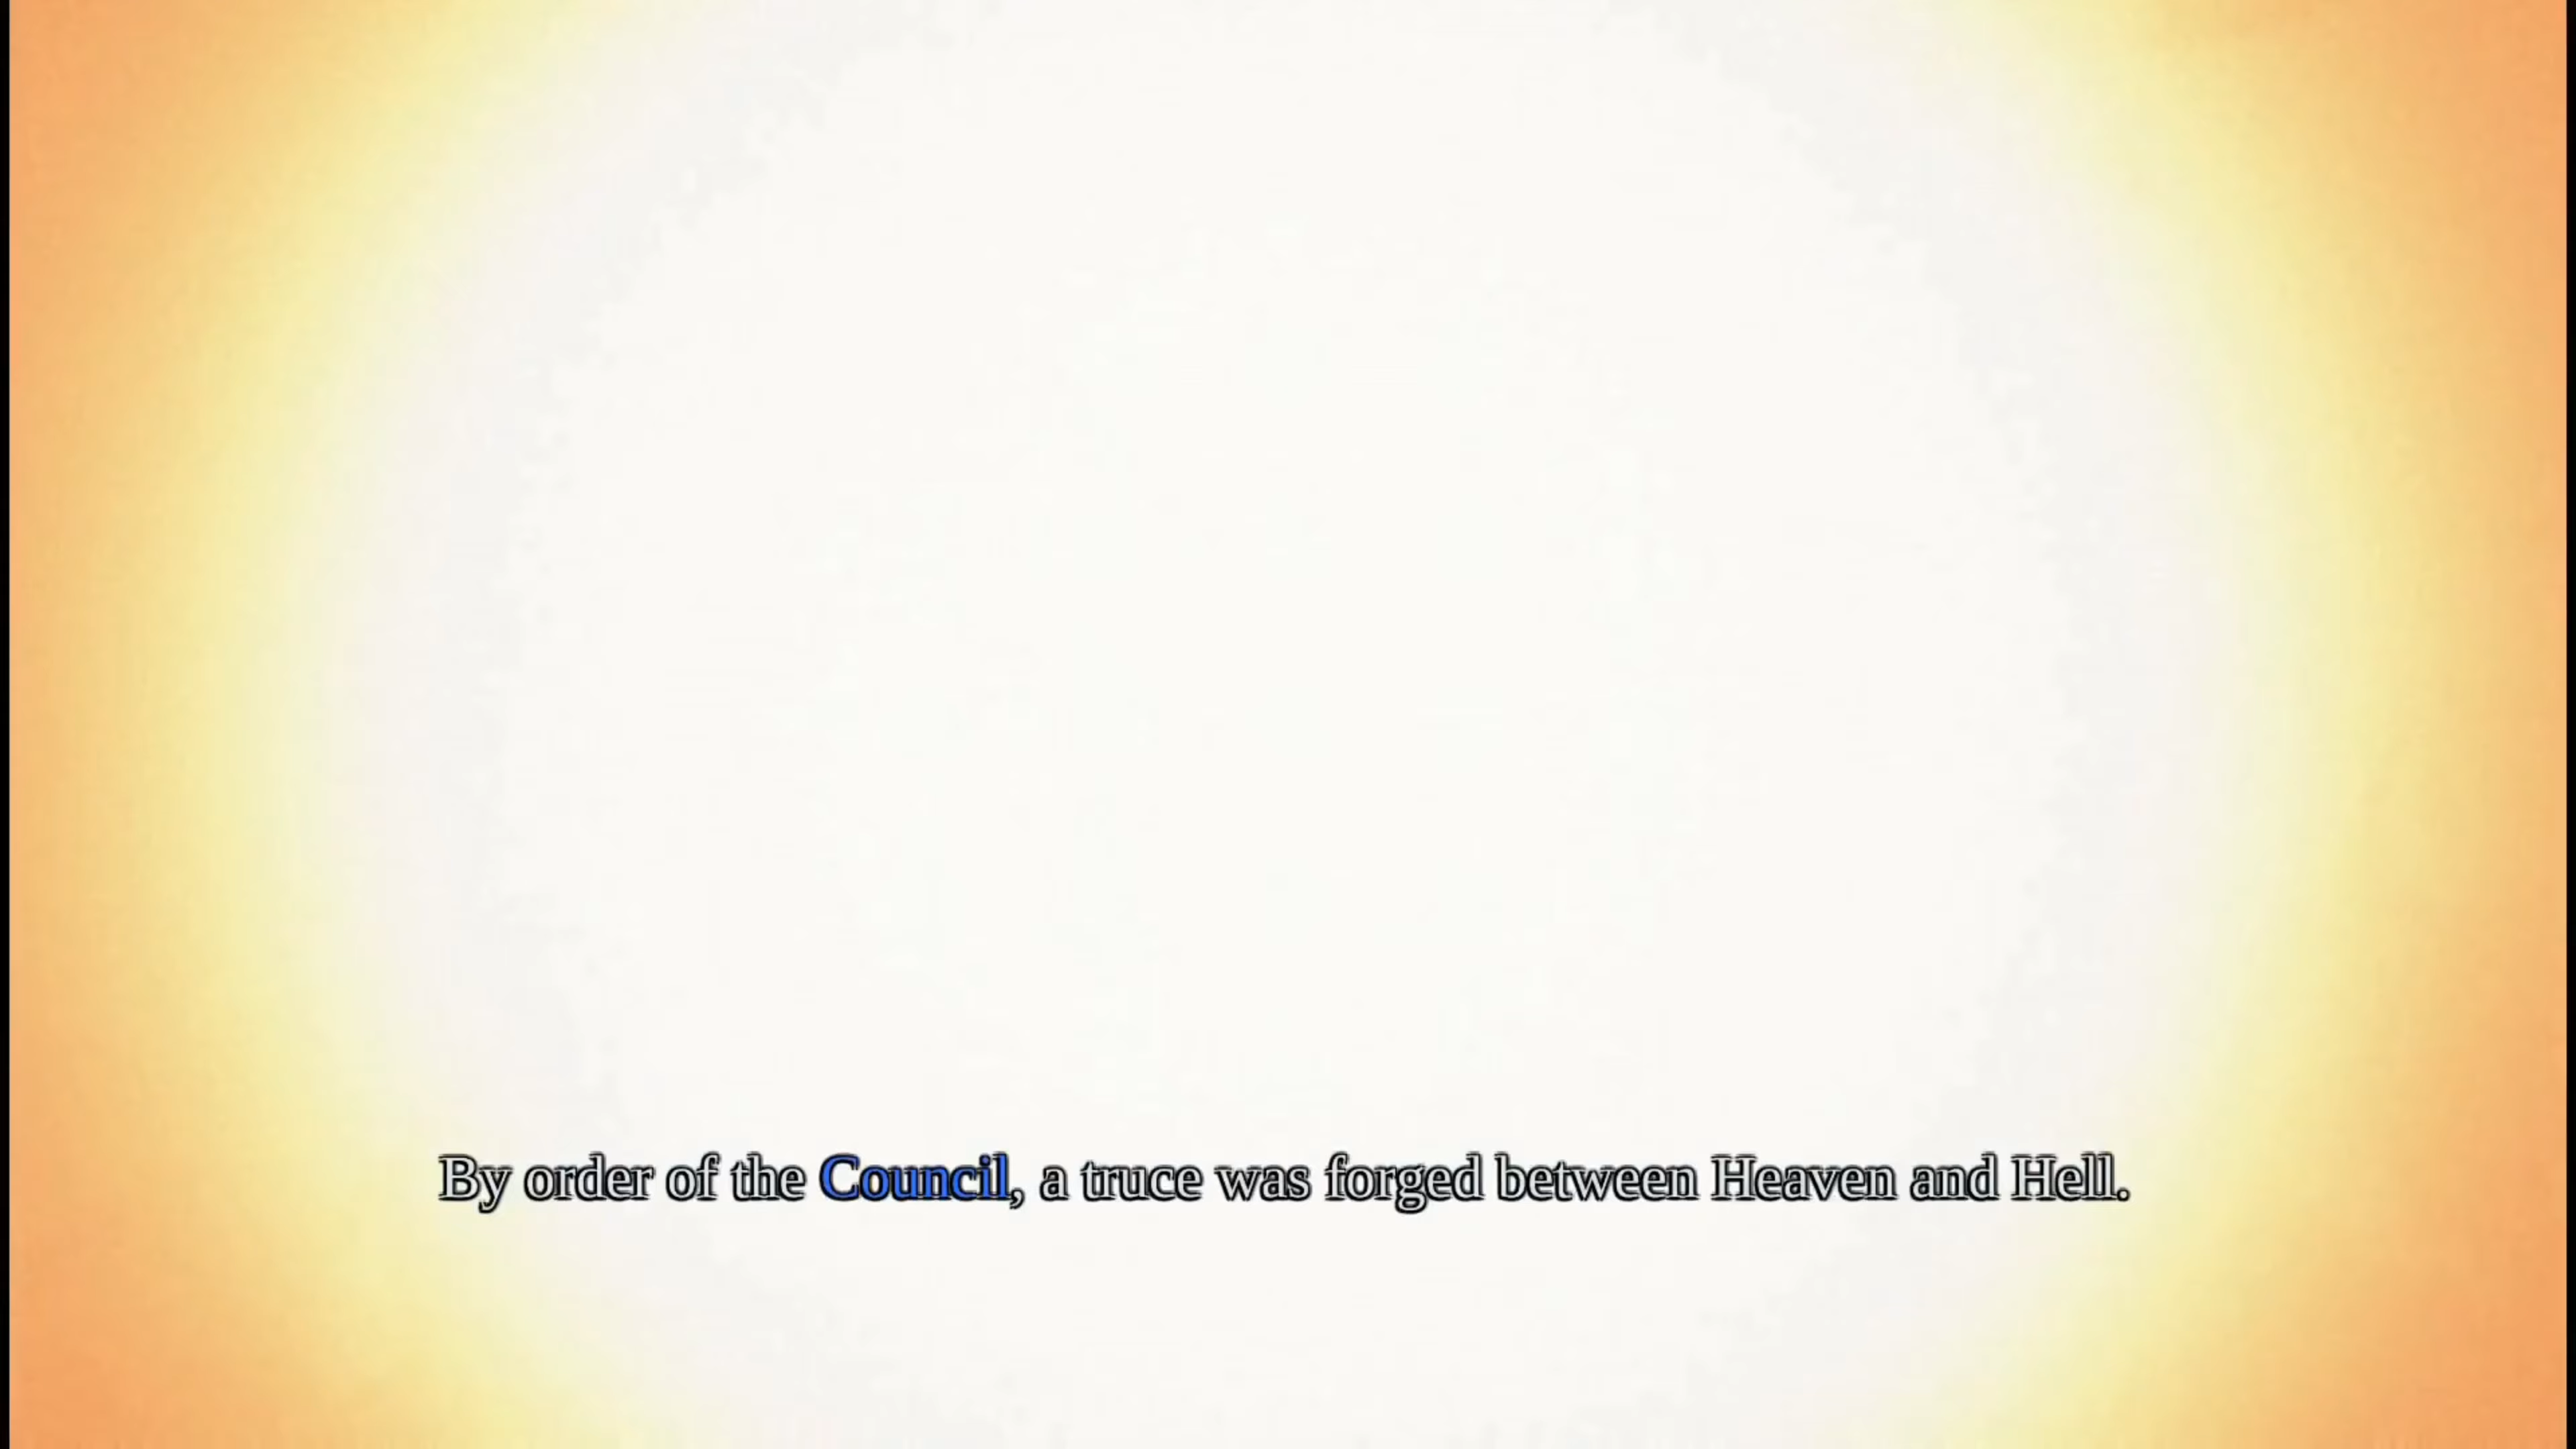 By order of the Council, a truce was forged between Heaven and Hell.